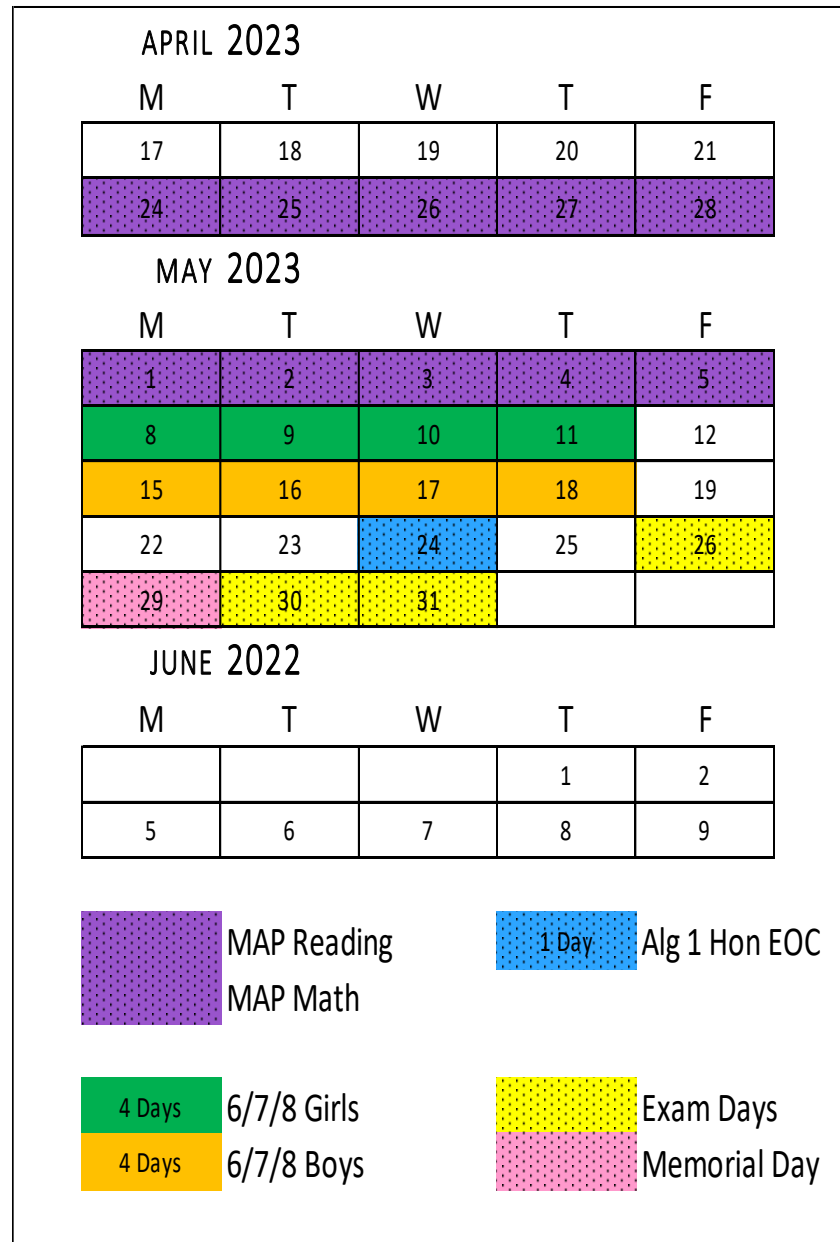 APRIL 2023
M T W T F
17 18 19 20 21
24 25 26 27 28
MAY 2023
M T W T F
1 2 3 4 5
8 9 10 11 12
15 16 17 18 19
22 23 24 25 26
29 30 31
JUNE 2022
M T W T F
1 2
5 6 7 8 9
MAP Reading
MAP Math
1 Day Alg 1 Hon EOC
4 Days 6/7/8 Girls
4 Days 6/7/8 Boys
Exam Days
Memorial Day